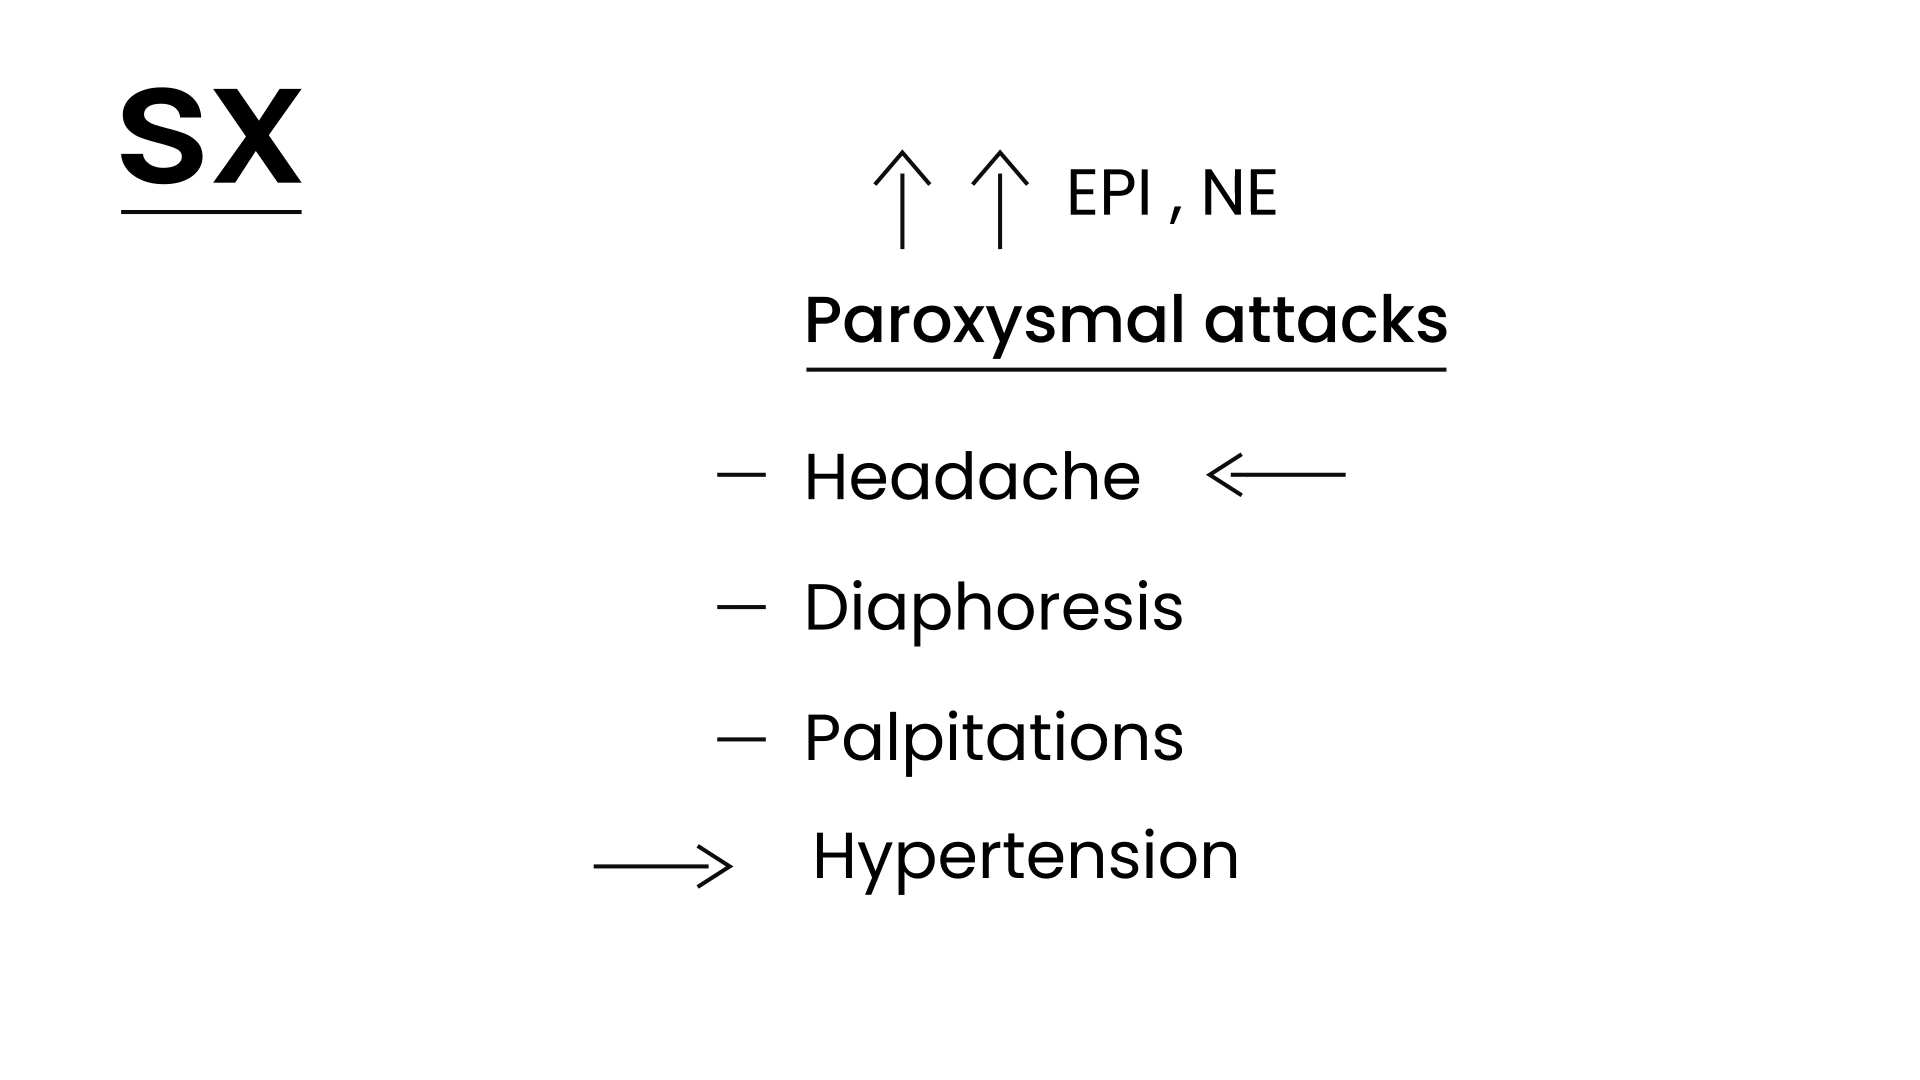 SX
EPI , NE
Paroxysmal attacks
Headache
Diaphoresis
Palpitations
Hypertension